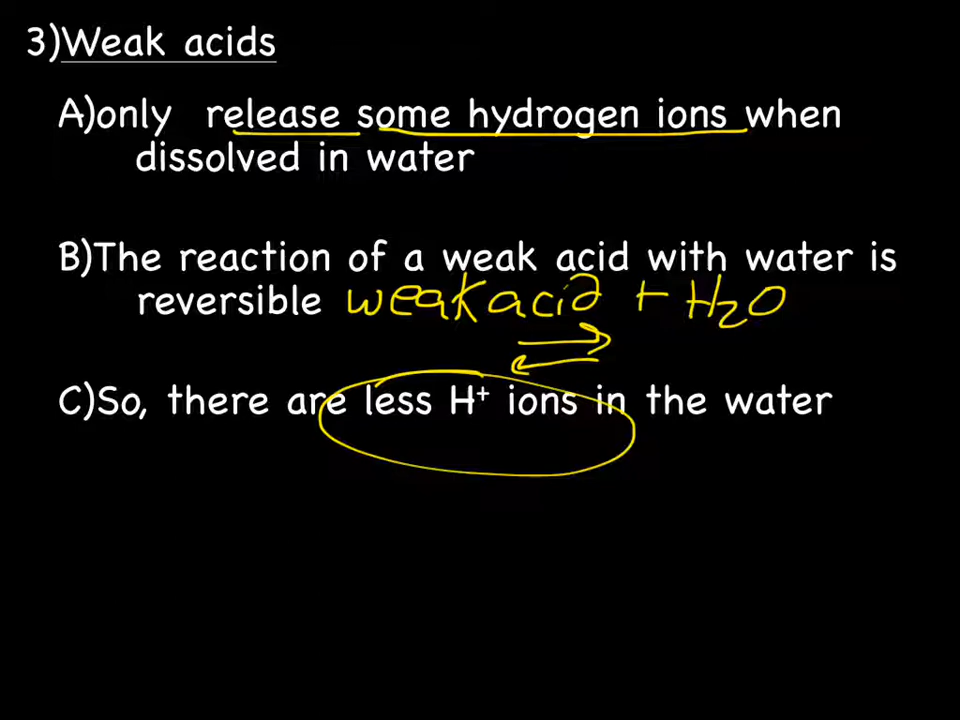 3)Weak acids
A)only release some hydrogen ions when
dissolved in water
B)The reaction of a weak acid with water is
reversible weak acid + H2O
⇌
C)So, there are less H⁺ ions in the water